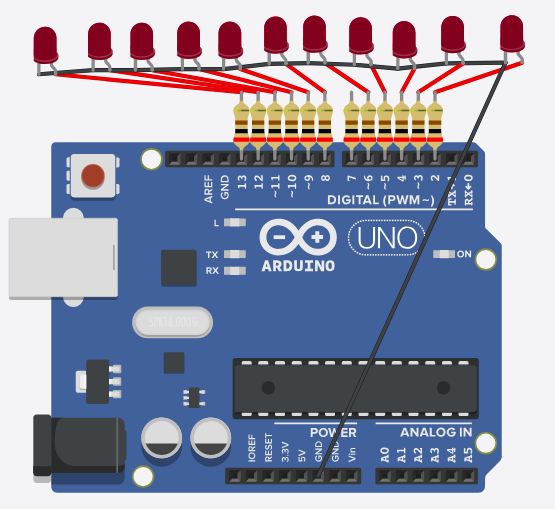 AREF
GND
13
12
~11
~10
~9
8
7
~6
~5
4
~3
2
TX→1
RX←0
DIGITAL (PWM~)
L
TX
RX
UNO
ON
ARDUINO
SPK16.000G
POWER
ANALOG IN
IOREF
RESET
3.3V
5V
GND
GND
Vin
A0
A1
A2
A3
A4
A5